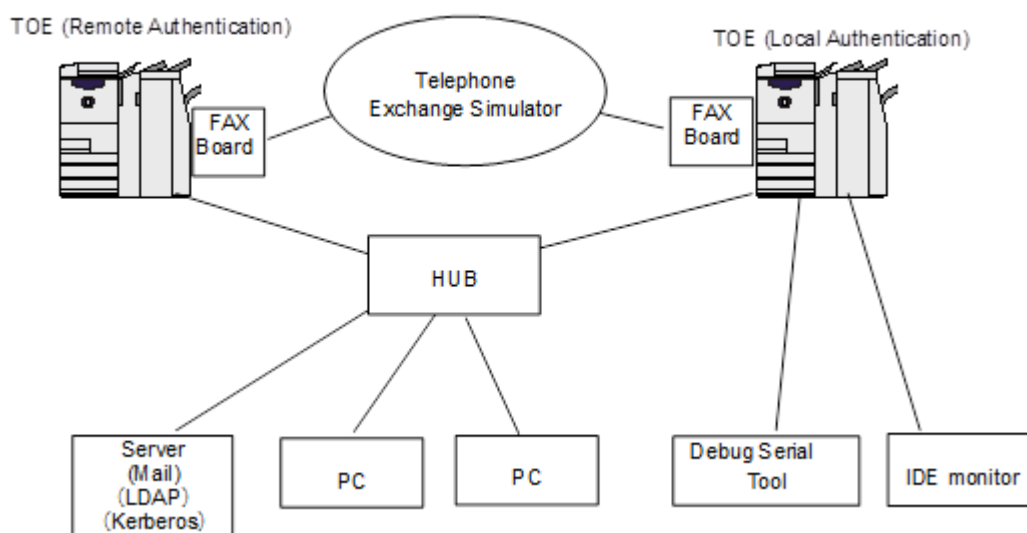 TOE (Remote Authentication)
TOE (Local Authentication)
Telephone
Exchange Simulator
FAX
Board
FAX
Board
HUB
Server
(Mail)
(LDAP)
(Kerberos)
PC
PC
Debug Serial
Tool
IDE monitor